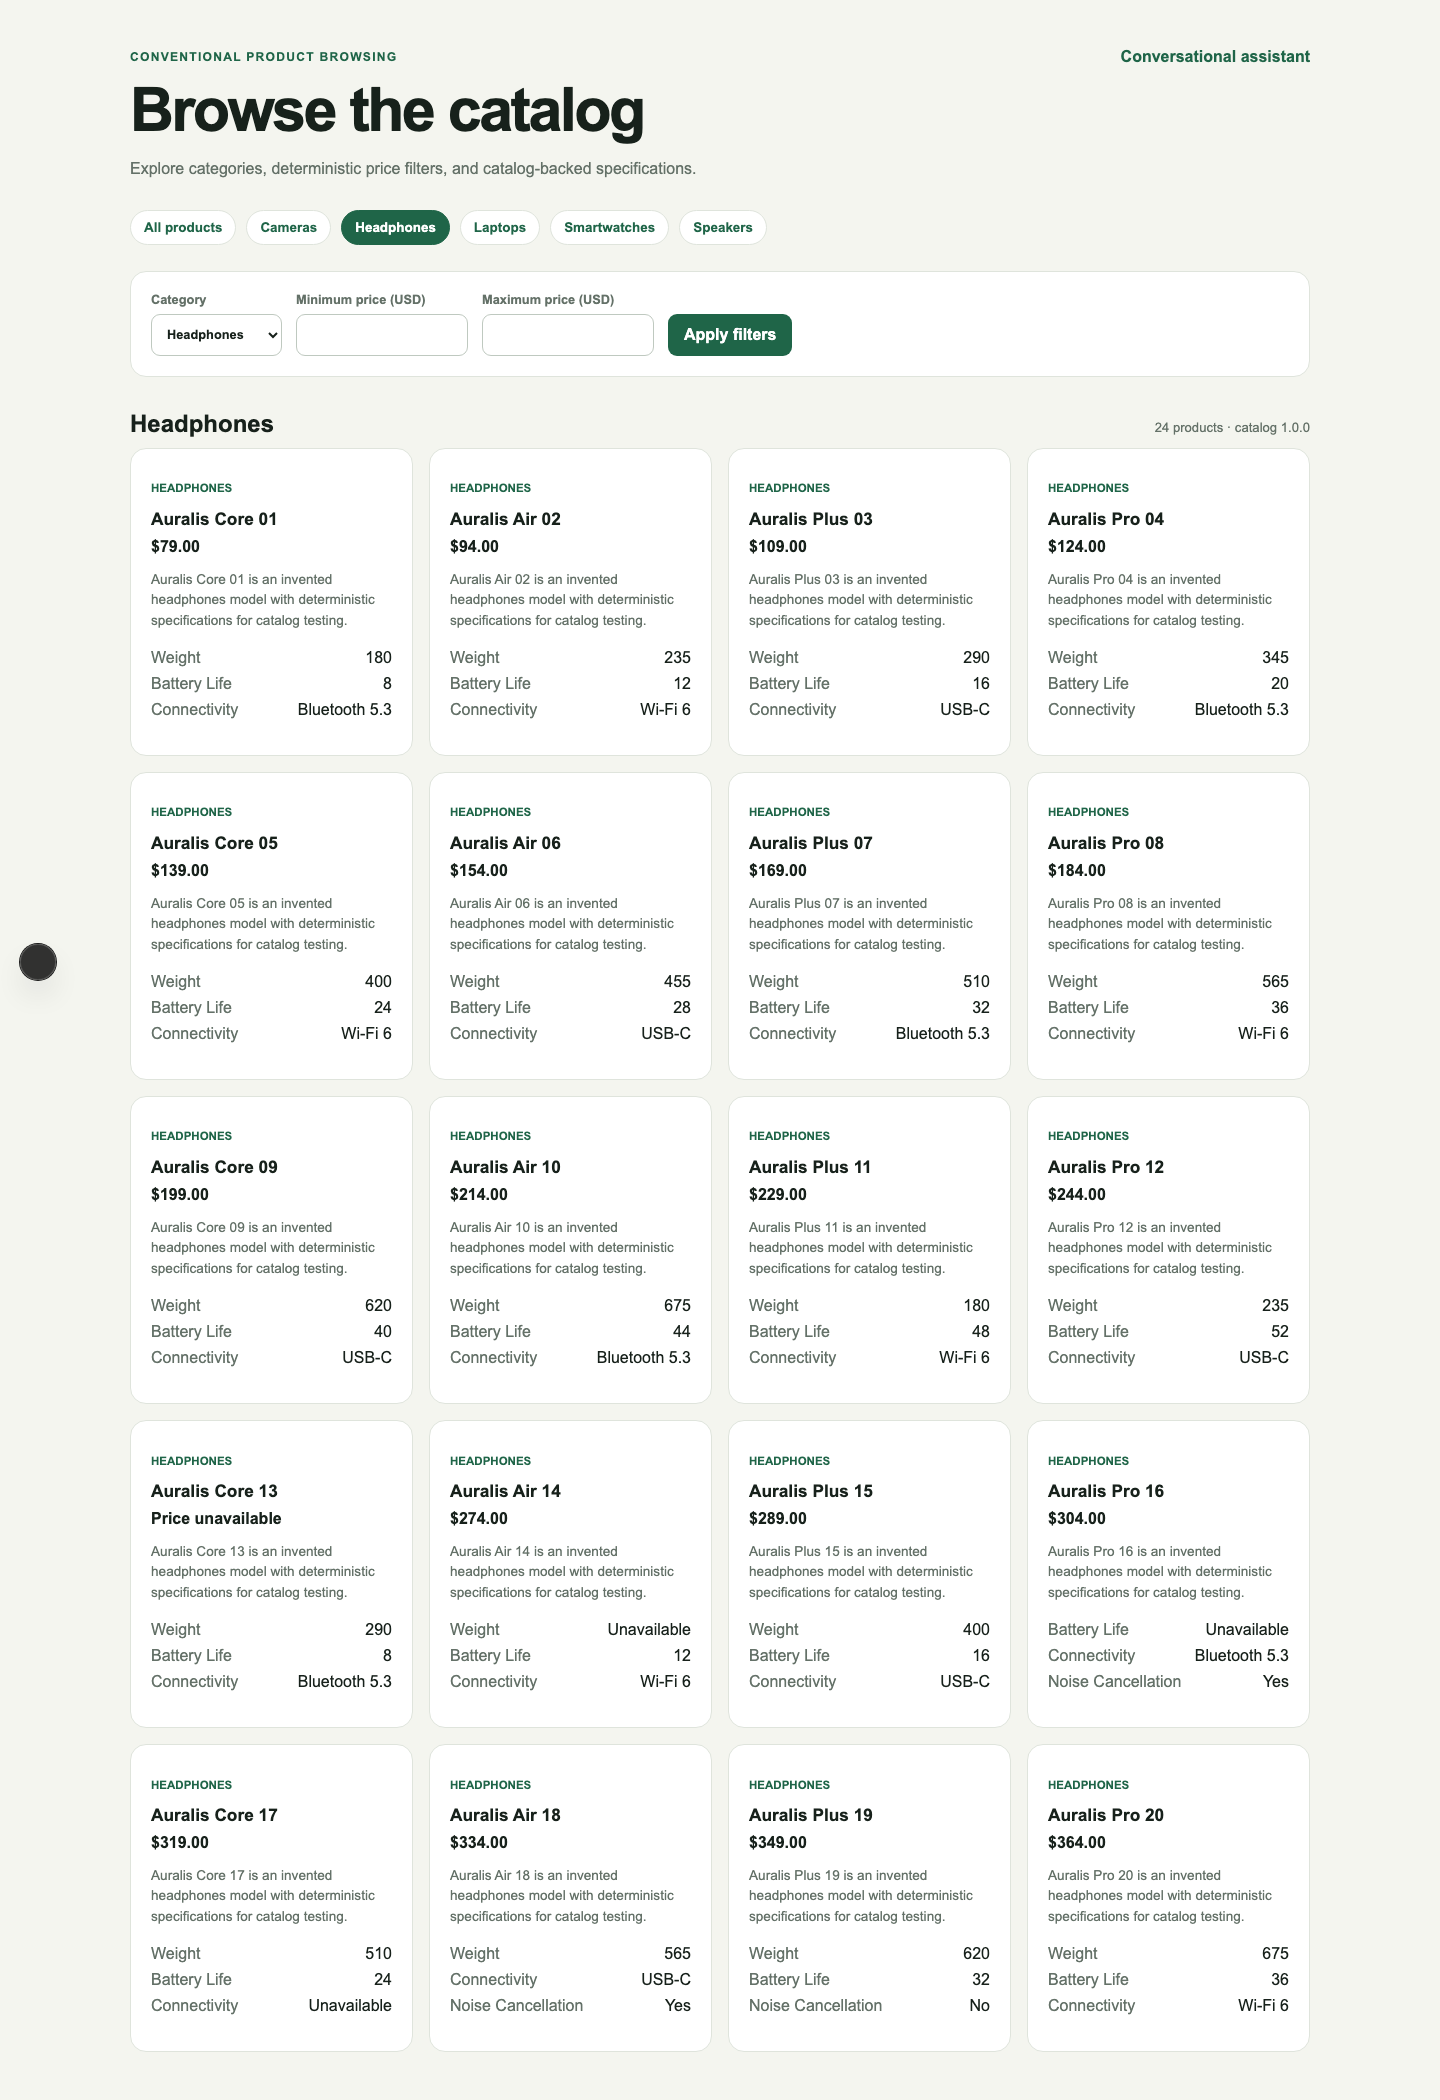 CONVENTIONAL PRODUCT BROWSING
Conversational assistant
Browse the catalog
Explore categories, deterministic price filters, and catalog-backed specifications.
All products
Cameras
Headphones
Laptops
Smartwatches
Speakers
Category
Minimum price (USD)
Maximum price (USD)
Headphones
Apply filters
Headphones
24 products · catalog 1.0.0
HEADPHONES
Auralis Core 01
$79.00
Auralis Core 01 is an invented
headphones model with deterministic
specifications for catalog testing.
Weight 180
Battery Life 8
Connectivity Bluetooth 5.3
HEADPHONES
Auralis Air 02
$94.00
Auralis Air 02 is an invented
headphones model with deterministic
specifications for catalog testing.
Weight 235
Battery Life 12
Connectivity Wi-Fi 6
HEADPHONES
Auralis Plus 03
$109.00
Auralis Plus 03 is an invented
headphones model with deterministic
specifications for catalog testing.
Weight 290
Battery Life 16
Connectivity USB-C
HEADPHONES
Auralis Pro 04
$124.00
Auralis Pro 04 is an invented
headphones model with deterministic
specifications for catalog testing.
Weight 345
Battery Life 20
Connectivity Bluetooth 5.3
HEADPHONES
Auralis Core 05
$139.00
Auralis Core 05 is an invented
headphones model with deterministic
specifications for catalog testing.
Weight 400
Battery Life 24
Connectivity Wi-Fi 6
HEADPHONES
Auralis Air 06
$154.00
Auralis Air 06 is an invented
headphones model with deterministic
specifications for catalog testing.
Weight 455
Battery Life 28
Connectivity USB-C
HEADPHONES
Auralis Plus 07
$169.00
Auralis Plus 07 is an invented
headphones model with deterministic
specifications for catalog testing.
Weight 510
Battery Life 32
Connectivity Bluetooth 5.3
HEADPHONES
Auralis Pro 08
$184.00
Auralis Pro 08 is an invented
headphones model with deterministic
specifications for catalog testing.
Weight 565
Battery Life 36
Connectivity Wi-Fi 6
HEADPHONES
Auralis Core 09
$199.00
Auralis Core 09 is an invented
headphones model with deterministic
specifications for catalog testing.
Weight 620
Battery Life 40
Connectivity USB-C
HEADPHONES
Auralis Air 10
$214.00
Auralis Air 10 is an invented
headphones model with deterministic
specifications for catalog testing.
Weight 675
Battery Life 44
Connectivity Bluetooth 5.3
HEADPHONES
Auralis Plus 11
$229.00
Auralis Plus 11 is an invented
headphones model with deterministic
specifications for catalog testing.
Weight 180
Battery Life 48
Connectivity Wi-Fi 6
HEADPHONES
Auralis Pro 12
$244.00
Auralis Pro 12 is an invented
headphones model with deterministic
specifications for catalog testing.
Weight 235
Battery Life 52
Connectivity USB-C
HEADPHONES
Auralis Core 13
Price unavailable
Auralis Core 13 is an invented
headphones model with deterministic
specifications for catalog testing.
Weight 290
Battery Life 8
Connectivity Bluetooth 5.3
HEADPHONES
Auralis Air 14
$274.00
Auralis Air 14 is an invented
headphones model with deterministic
specifications for catalog testing.
Weight Unavailable
Battery Life 12
Connectivity Wi-Fi 6
HEADPHONES
Auralis Plus 15
$289.00
Auralis Plus 15 is an invented
headphones model with deterministic
specifications for catalog testing.
Weight 400
Battery Life 16
Connectivity USB-C
HEADPHONES
Auralis Pro 16
$304.00
Auralis Pro 16 is an invented
headphones model with deterministic
specifications for catalog testing.
Battery Life Unavailable
Connectivity Bluetooth 5.3
Noise Cancellation Yes
HEADPHONES
Auralis Core 17
$319.00
Auralis Core 17 is an invented
headphones model with deterministic
specifications for catalog testing.
Weight 510
Battery Life 24
Connectivity Unavailable
HEADPHONES
Auralis Air 18
$334.00
Auralis Air 18 is an invented
headphones model with deterministic
specifications for catalog testing.
Weight 565
Connectivity USB-C
Noise Cancellation Yes
HEADPHONES
Auralis Plus 19
$349.00
Auralis Plus 19 is an invented
headphones model with deterministic
specifications for catalog testing.
Weight 620
Battery Life 32
Noise Cancellation No
HEADPHONES
Auralis Pro 20
$364.00
Auralis Pro 20 is an invented
headphones model with deterministic
specifications for catalog testing.
Weight 675
Battery Life 36
Connectivity Wi-Fi 6